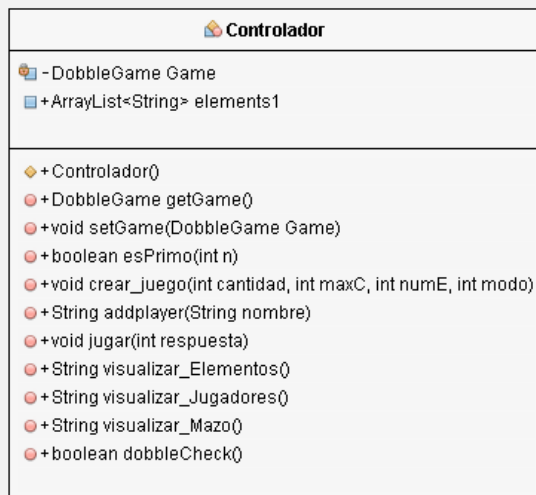 Controlador
-DobbleGame Game
+ArrayList<String> elements1
+Controlador()
+DobbleGame getGame()
+void setGame(DobbleGame Game)
+boolean esPrimo(int n)
+void crear_juego(int cantidad, int maxC, int numE, int modo)
+String addplayer(String nombre)
+void jugar(int respuesta)
+String visualizar_Elementos()
+String visualizar_Jugadores()
+String visualizar_Mazo()
+boolean dobbleCheck()